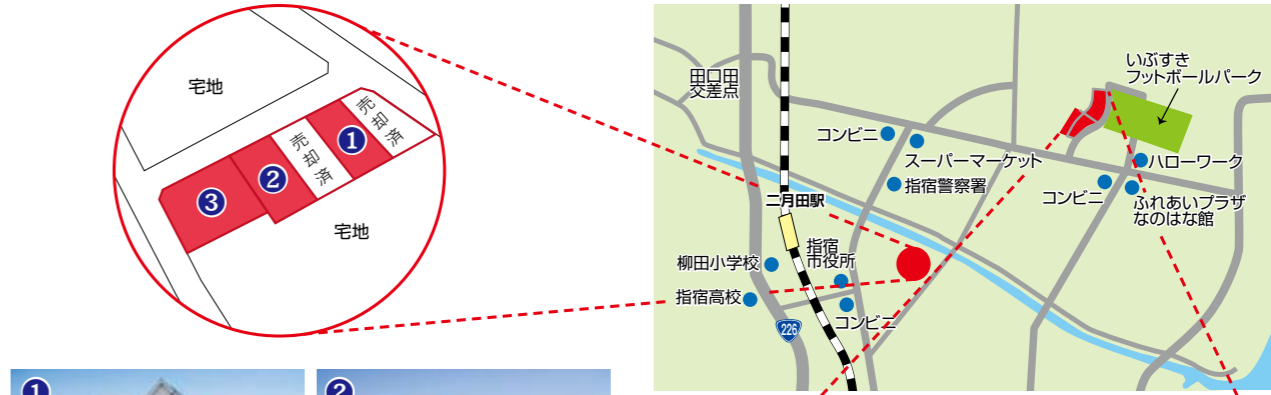 宅地
売却済
①
売却済
②
③
宅地
①
②
田口田
交差点
いぶすき
フットボールパーク
コンビニ
スーパーマーケット
指宿警察署
ハローワーク
コンビニ
ふれあいプラザ
なのはな館
二月田駅
指宿
市役所
柳田小学校
指宿高校
コンビニ
226